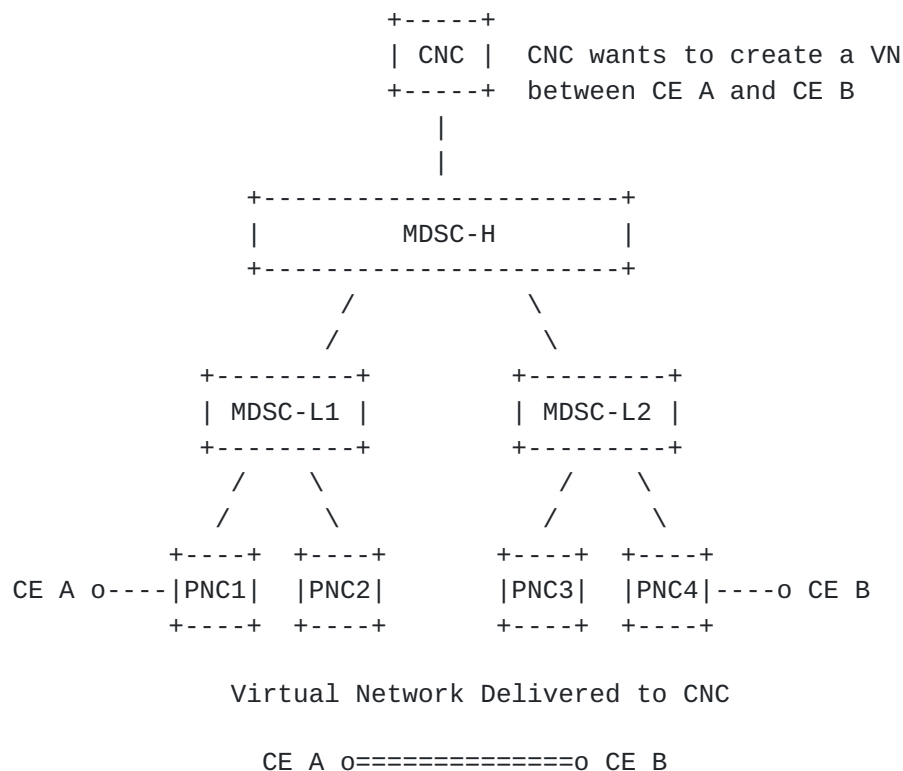 +-----+
| CNC |  CNC wants to create a VN
+-----+  between CE A and CE B
|
|
+-----------------------+
|         MDSC-H        |
+-----------------------+
/           \
/             \
+---------+         +---------+
| MDSC-L1 |         | MDSC-L2 |
+---------+         +---------+
/    \               /    \
/      \             /      \
+----+  +----+       +----+  +----+
CE A o----|PNC1|  |PNC2|       |PNC3|  |PNC4|----o CE B
+----+  +----+       +----+  +----+
Virtual Network Delivered to CNC
CE A o==============o CE B